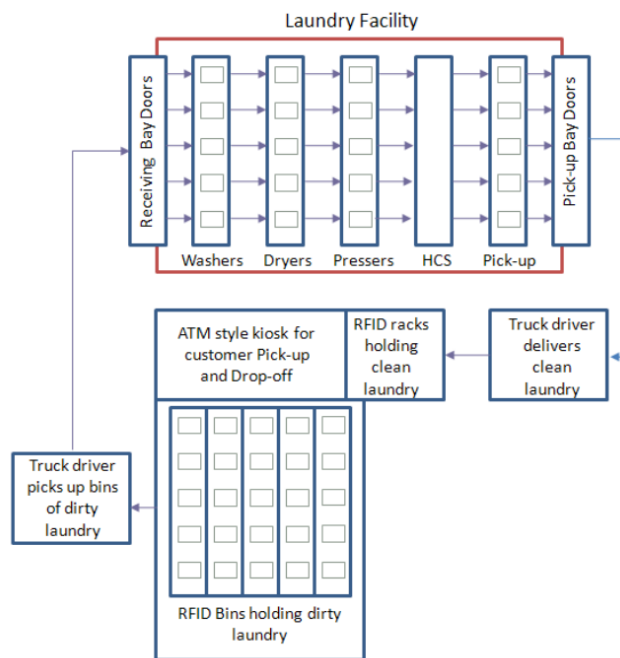 Laundry Facility
Receiving Bay Doors
Pick-up Bay Doors
Washers
Dryers
Pressers
HCS
Pick-up
ATM style kiosk for
customer Pick-up
and Drop-off
RFID racks
holding
clean
laundry
Truck driver
delivers
clean
laundry
Truck driver
picks up bins
of dirty
laundry
RFID Bins holding dirty
laundry